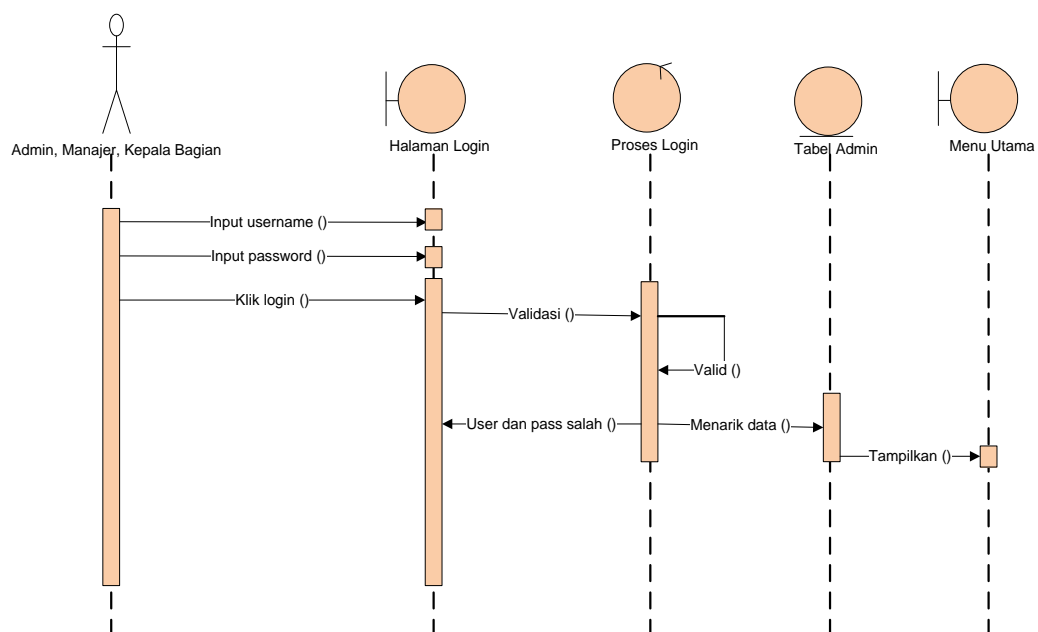 Admin, Manajer, Kepala Bagian
Halaman Login
Proses Login
Tabel Admin
Menu Utama
Input username ()
Input password ()
Klik login ()
Validasi ()
Valid ()
User dan pass salah ()
Menarik data ()
Tampilkan ()